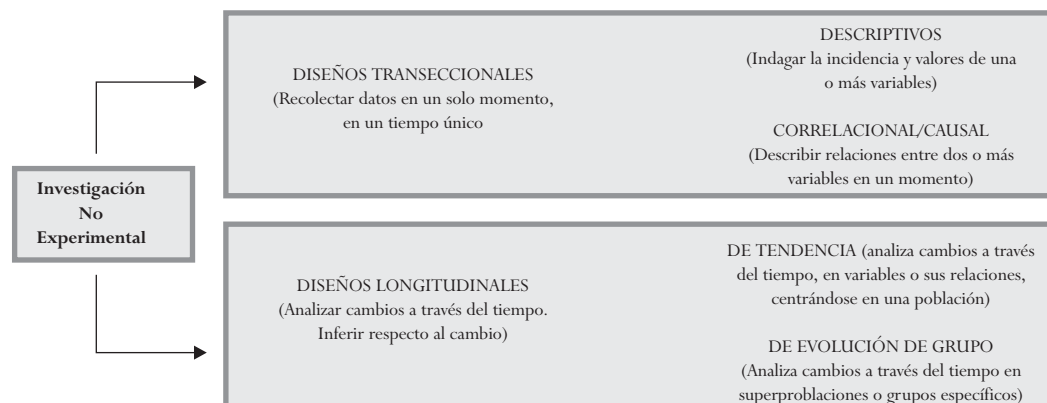 Investigación
No
Experimental
DISEÑOS TRANSECCIONALES
(Recolectar datos en un solo momento,
en un tiempo único
DESCRIPTIVOS
(Indagar la incidencia y valores de una
o más variables)
CORRELACIONAL/CAUSAL
(Describir relaciones entre dos o más
variables en un momento)
DISEÑOS LONGITUDINALES
(Analizar cambios a través del tiempo.
Inferir respecto al cambio)
DE TENDENCIA (analiza cambios a través
del tiempo, en variables o sus relaciones,
centrándose en una población)
DE EVOLUCIÓN DE GRUPO
(Analiza cambios a través del tiempo en
superproblaciones o grupos específicos)